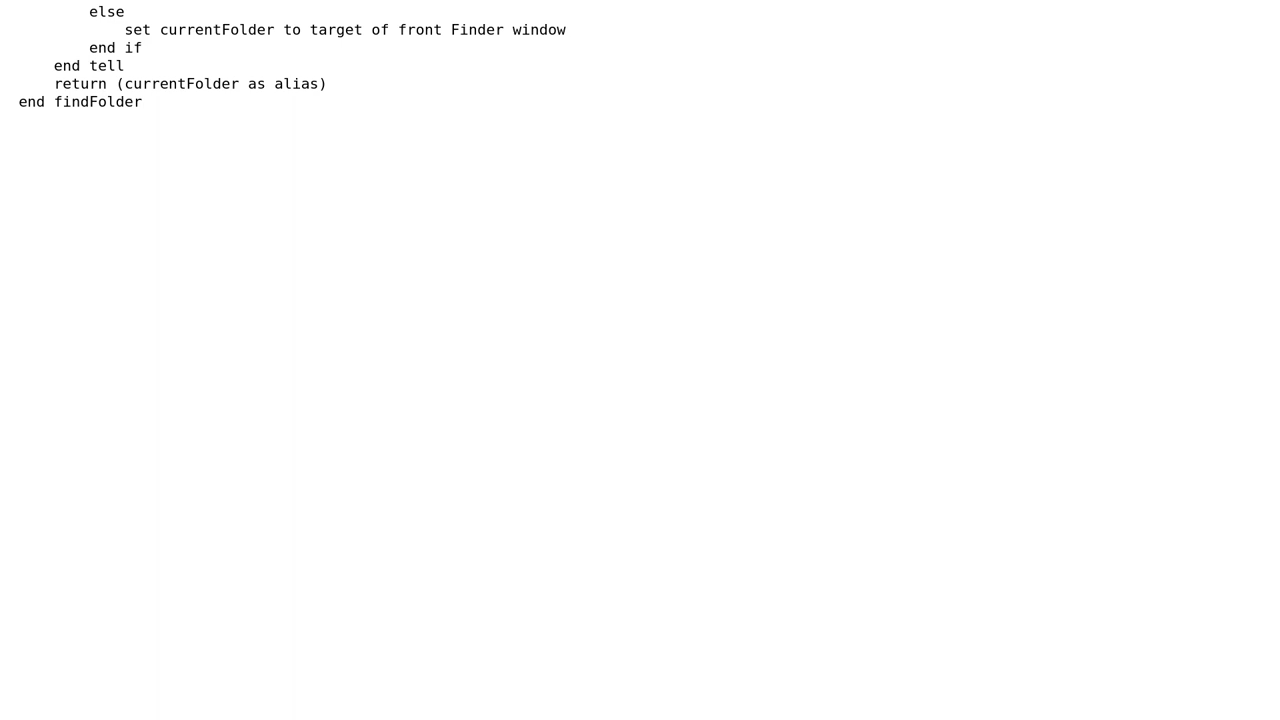 else
            set currentFolder to target of front Finder window
        end if
    end tell
    return (currentFolder as alias)
end findFolder